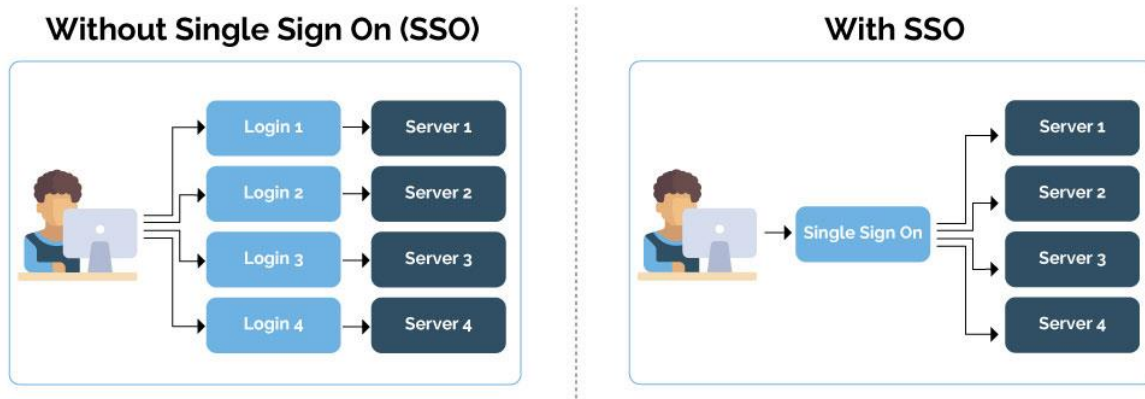 Without Single Sign On (SSO)
Login 1
Server 1
Login 2
Server 2
Login 3
Server 3
Login 4
Server 4
With SSO
Single Sign On
Server 1
Server 2
Server 3
Server 4